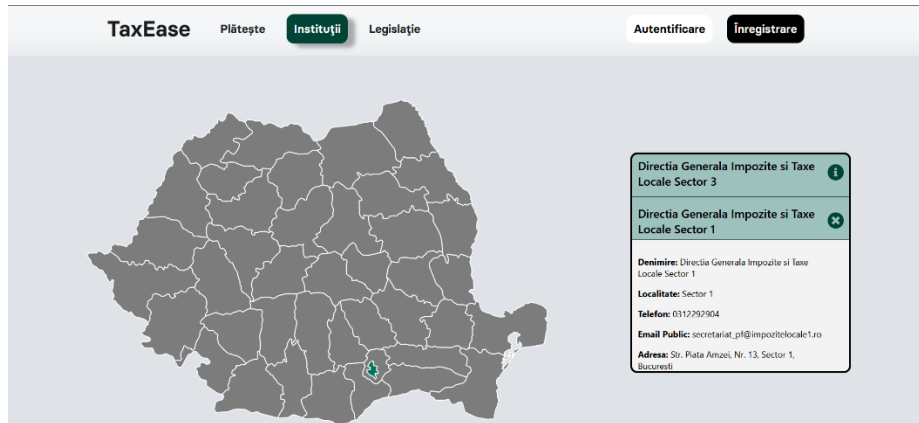 TaxEase Plătește Instituții Legislație Autentificare Înregistrare
Directia Generala Impozite si Taxe
Locale Sector 3
Directia Generala Impozite si Taxe
Locale Sector 1
Denimire: Directia Generala Impozite si Taxe
Locale Sector 1
Localitate: Sector 1
Telefon: 0312292904
Email Public: secretariat_pf@impozitelocale1.ro
Adresa: Str. Piata Amzei, Nr. 13, Sector 1,
Bucuresti